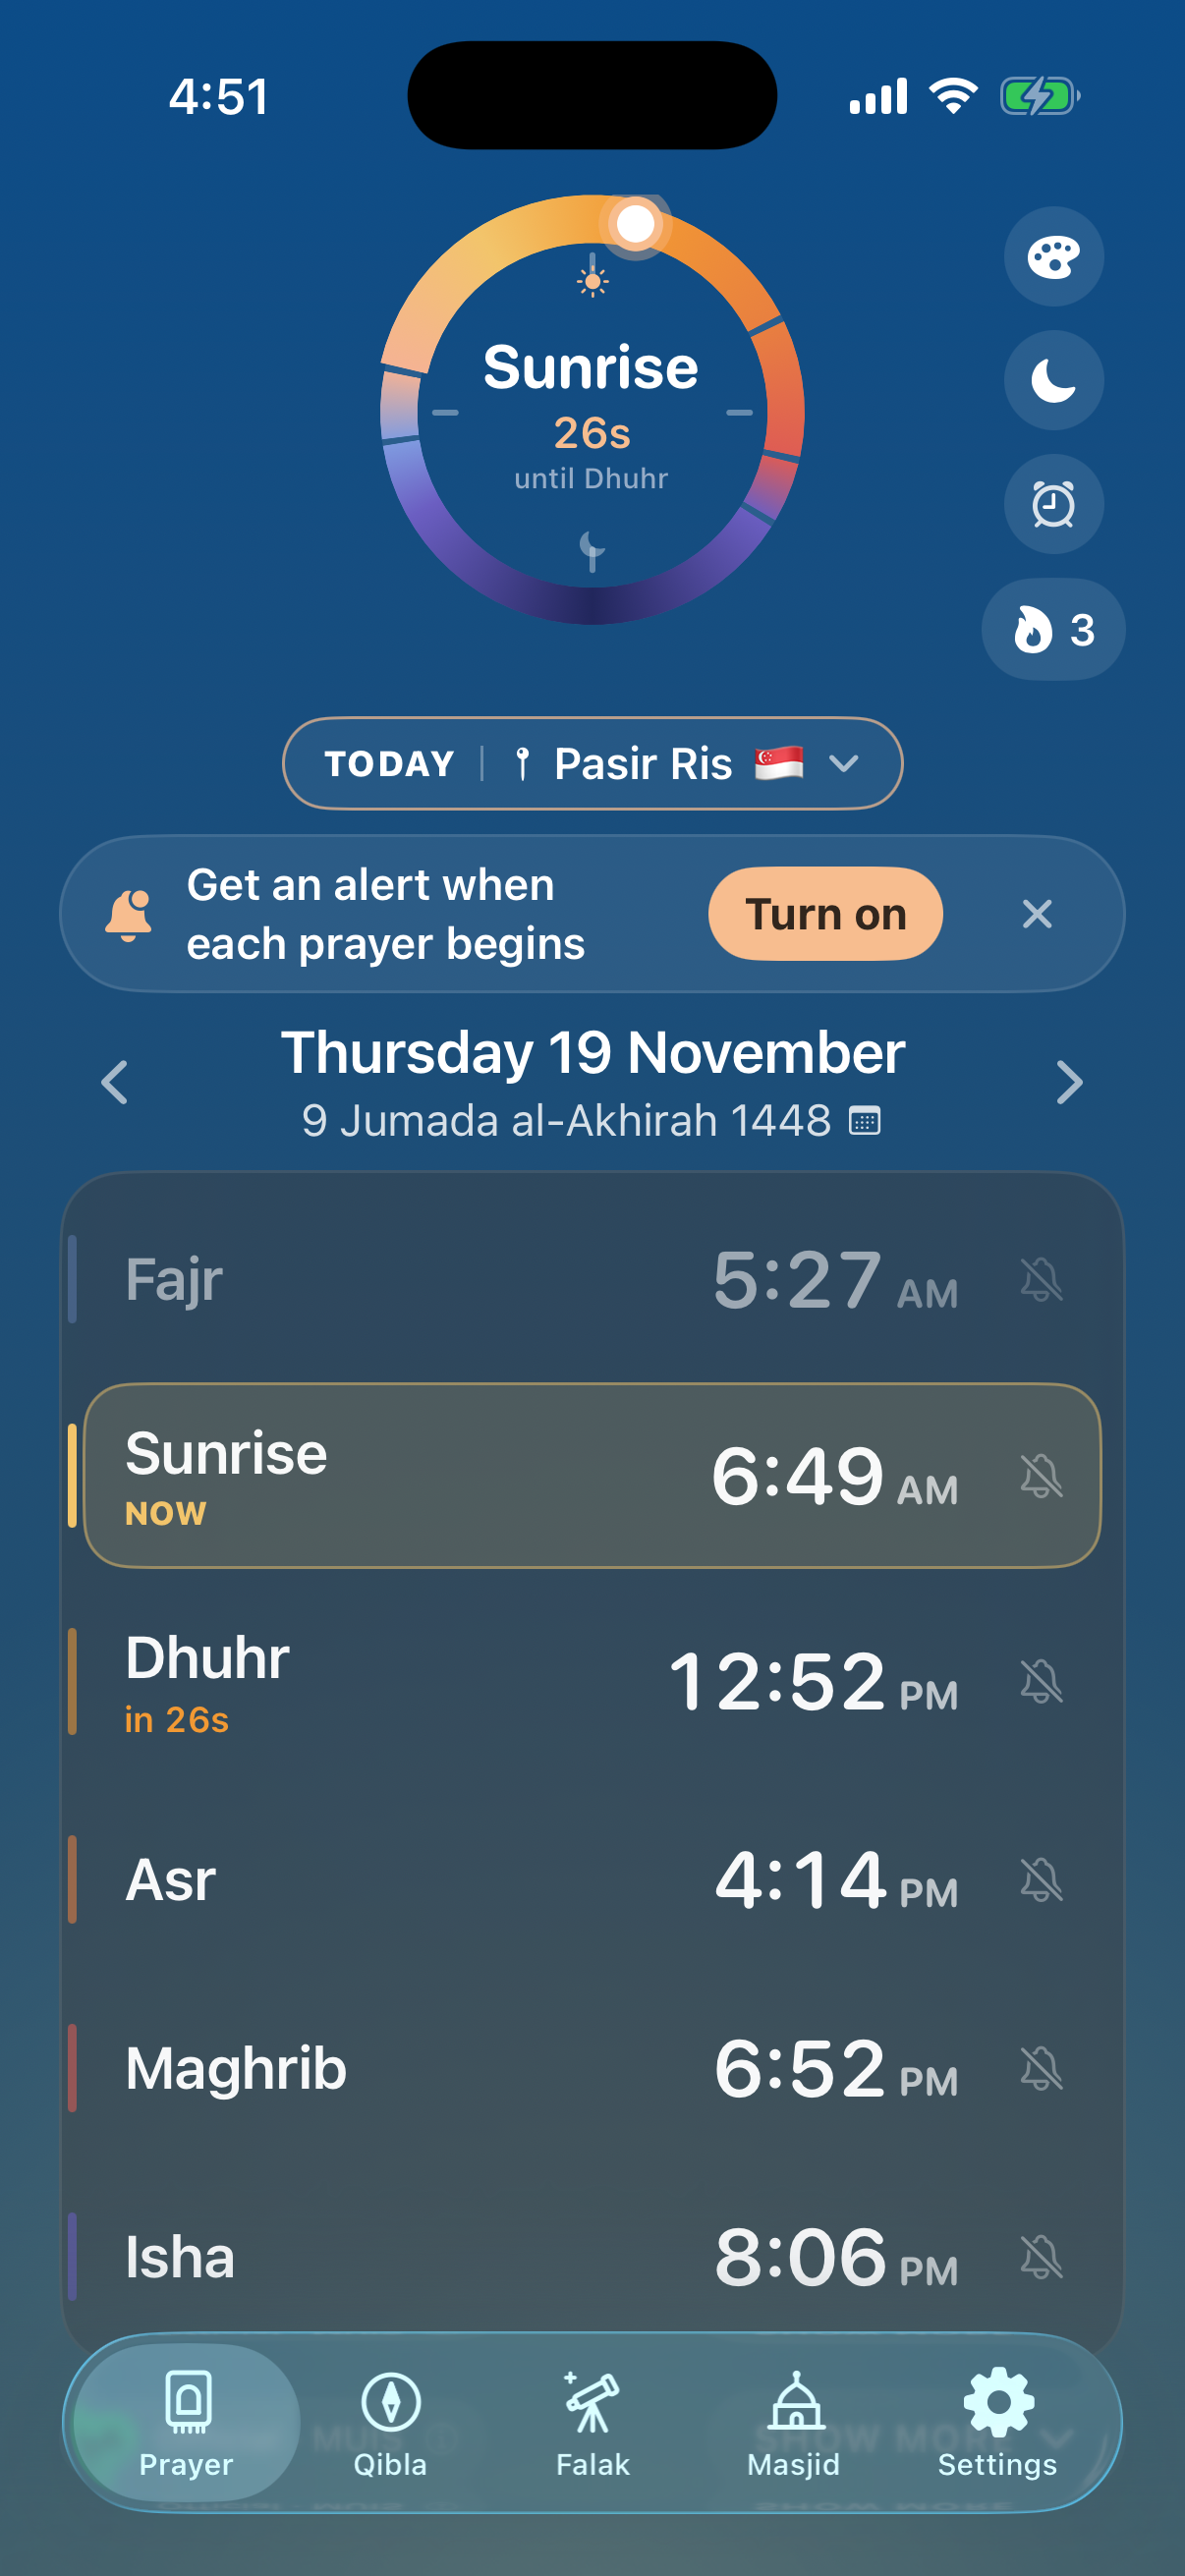 4:51
Sunrise
26s
until Dhuhr
3
TODAY | Pasir Ris
Get an alert when
each prayer begins
Turn on
Thursday 19 November
9 Jumada al-Akhirah 1448
Fajr 5:27 AM
Sunrise 6:49 AM
NOW
Dhuhr 12:52 PM
in 26s
Asr 4:14 PM
Maghrib 6:52 PM
Isha 8:06 PM
MUIS SHOW MORE
Prayer Qibla Falak Masjid Settings